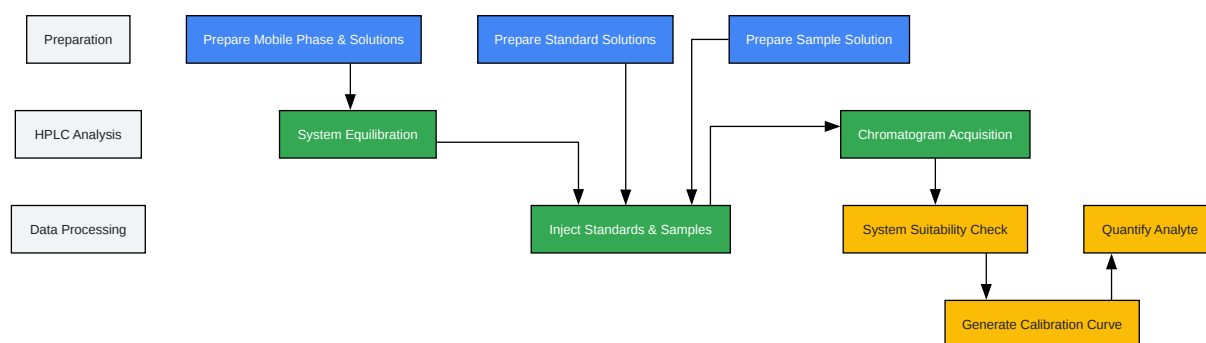 Preparation
Prepare Mobile Phase & Solutions
Prepare Standard Solutions
Prepare Sample Solution
HPLC Analysis
System Equilibration
Chromatogram Acquisition
Data Processing
Inject Standards & Samples
System Suitability Check
Quantify Analyte
Generate Calibration Curve